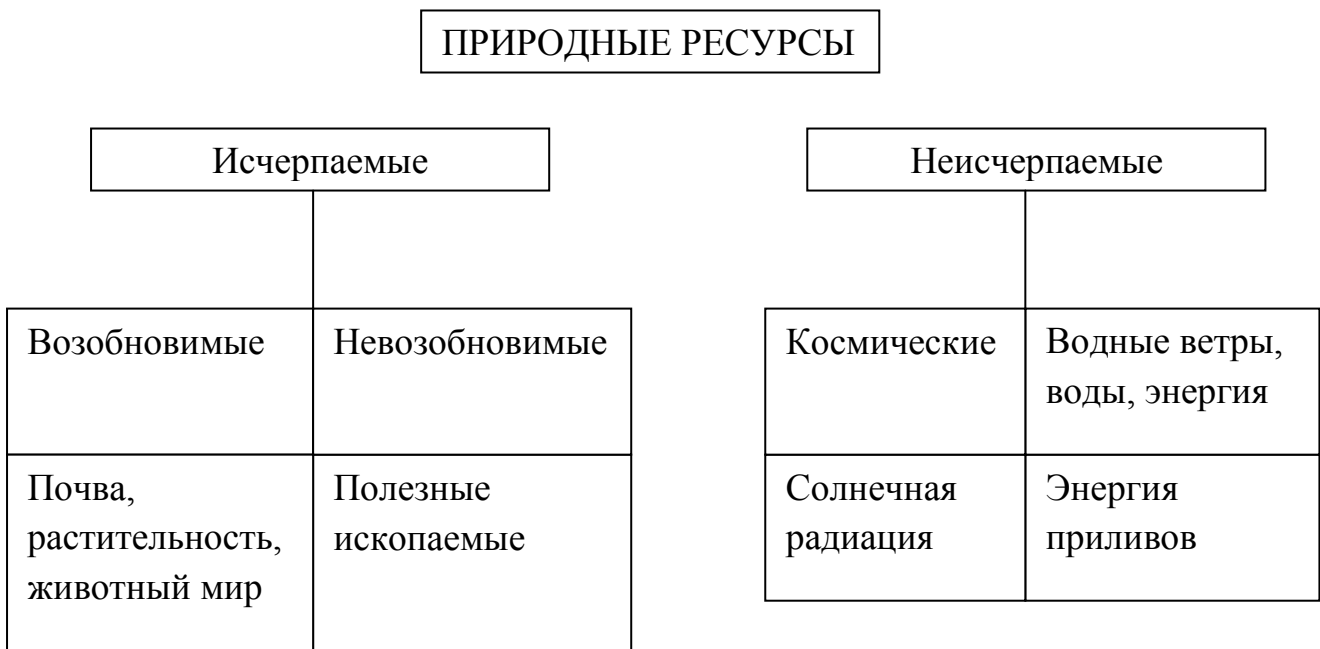 ПРИРОДНЫЕ РЕСУРСЫ
Исчерпаемые
Неисчерпаемые
Возобновимые
Невозобновимые
Космические
Водные ветры,
воды, энергия
Почва,
растительность,
животный мир
Полезные
ископаемые
Солнечная
радиация
Энергия
приливов